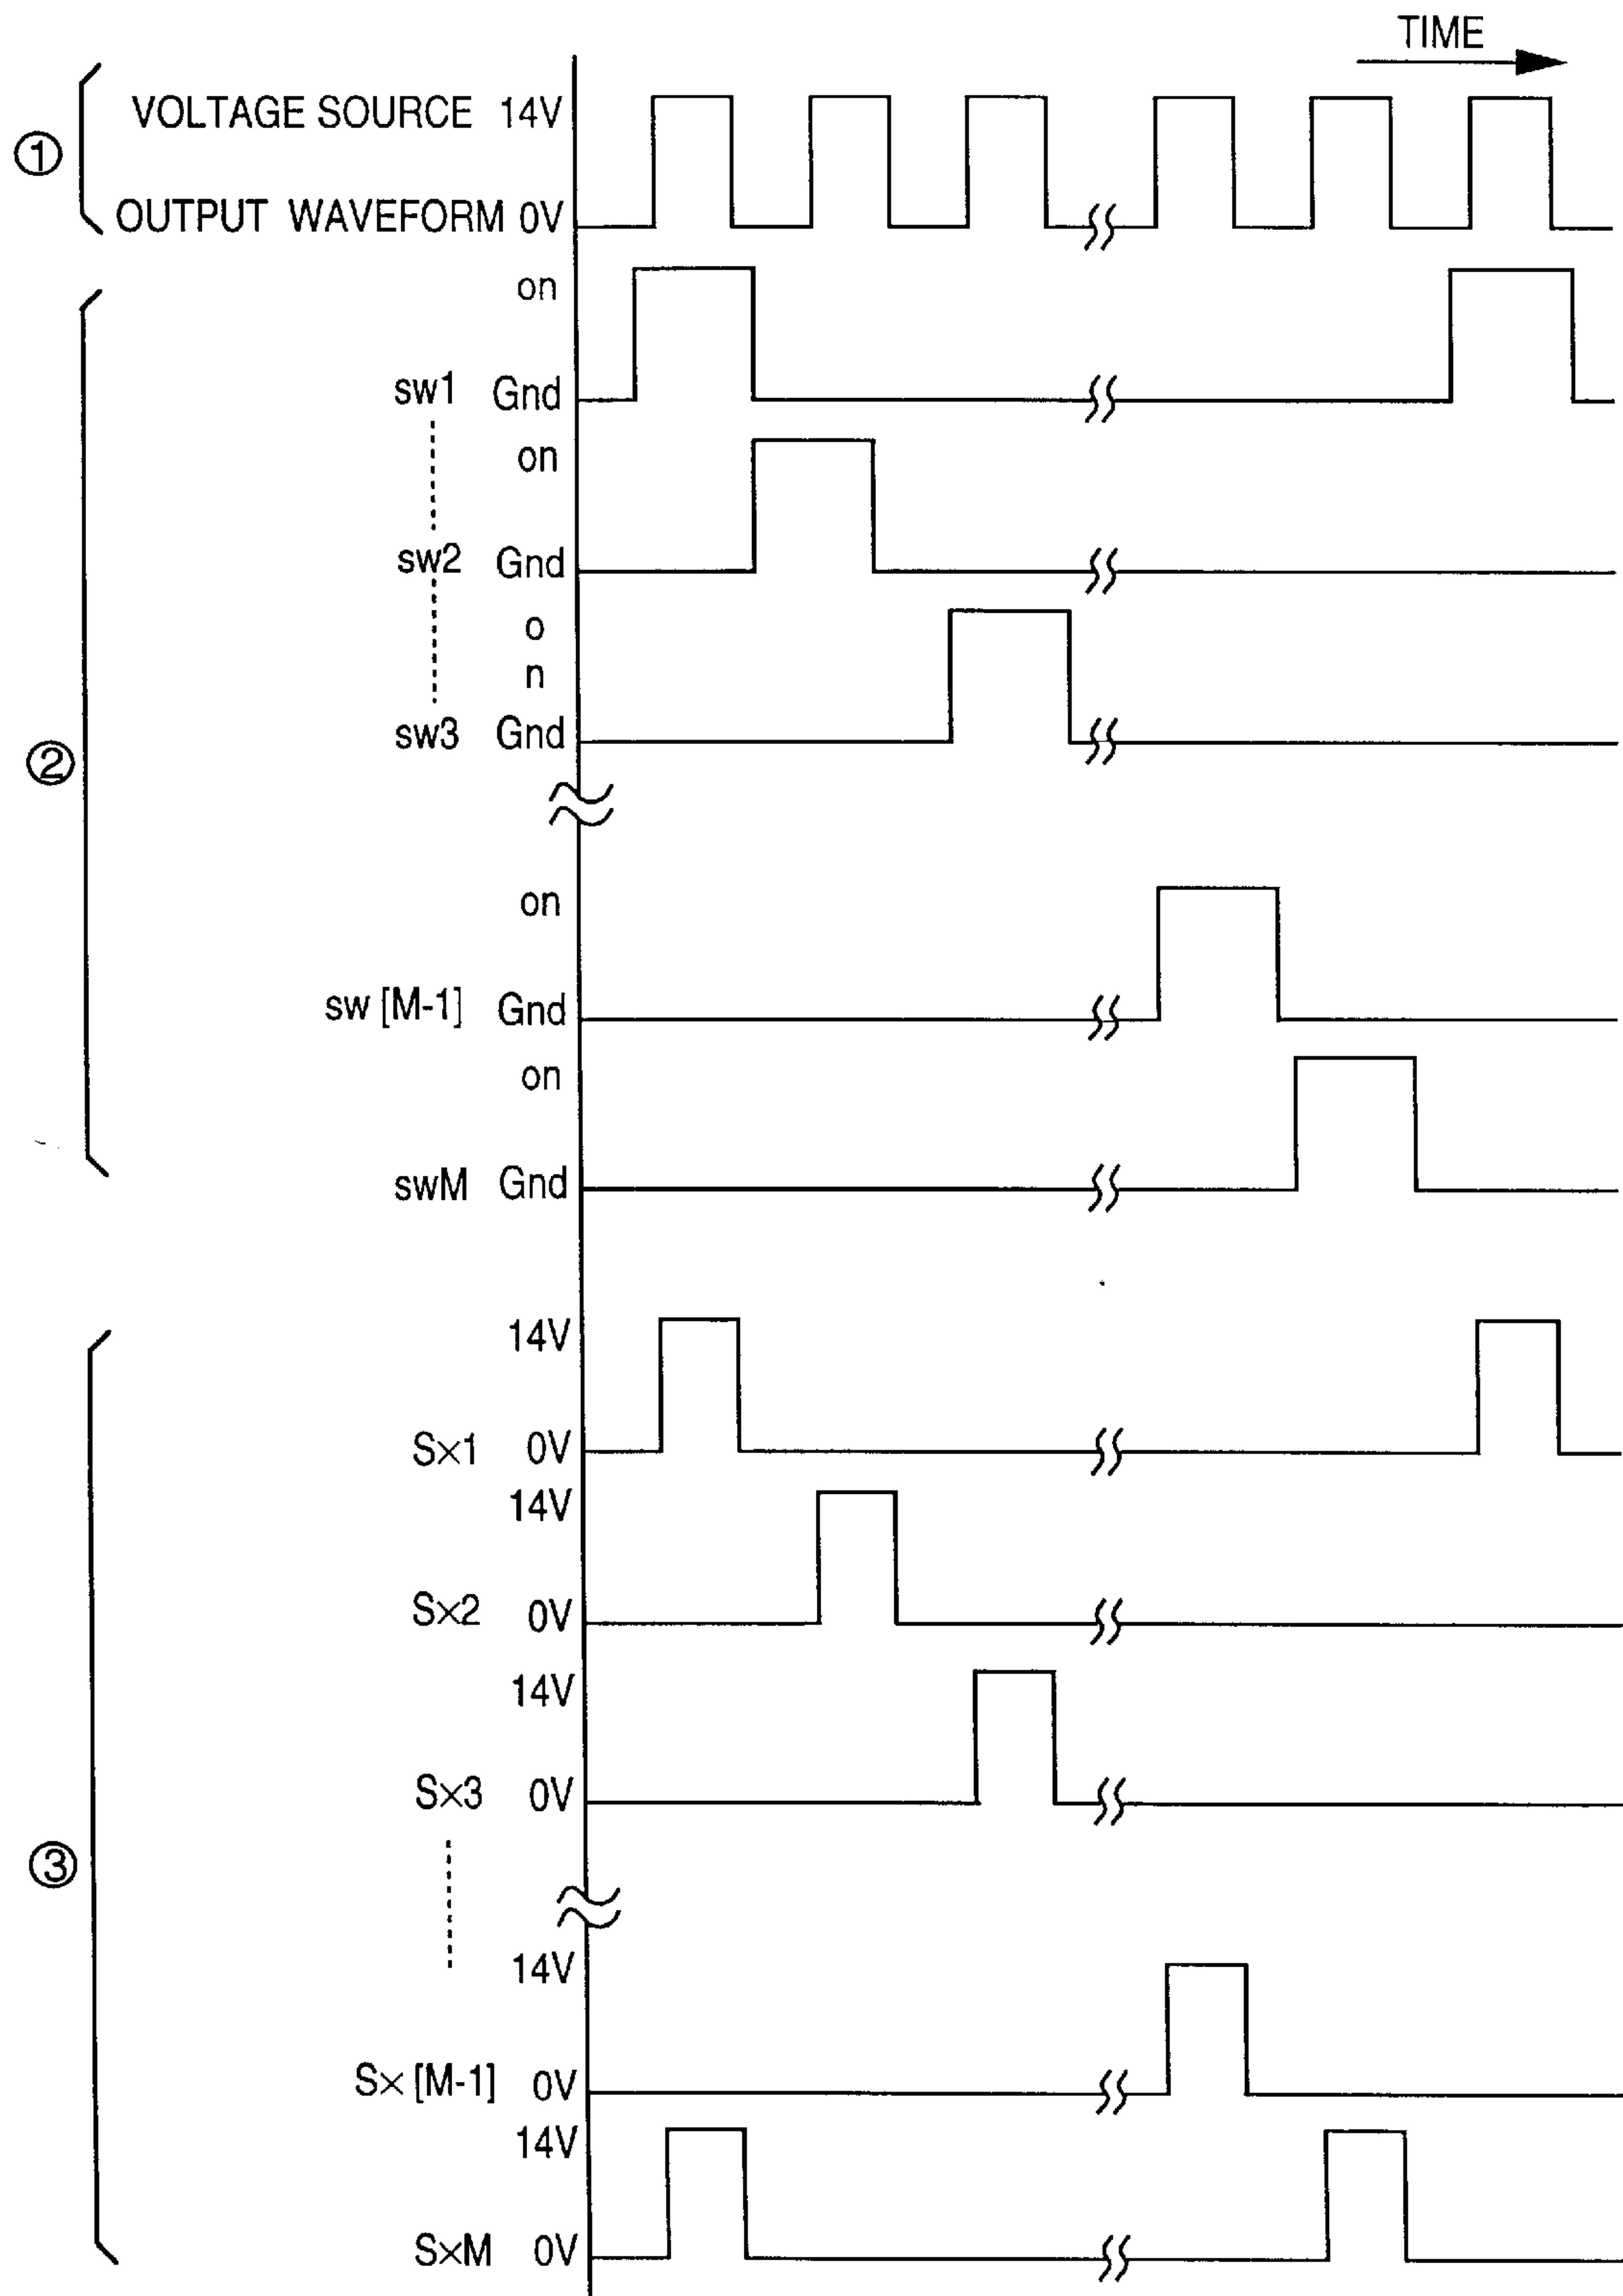 TIME
① VOLTAGE SOURCE 14V
OUTPUT WAVEFORM 0V
on
sw1 Gnd
on
sw2 Gnd
o
n
sw3 Gnd
②
on
sw [M-1] Gnd
on
swM Gnd
14V
S×1 0V
14V
S×2 0V
14V
S×3 0V
③
14V
S× [M-1] 0V
14V
S×M 0V